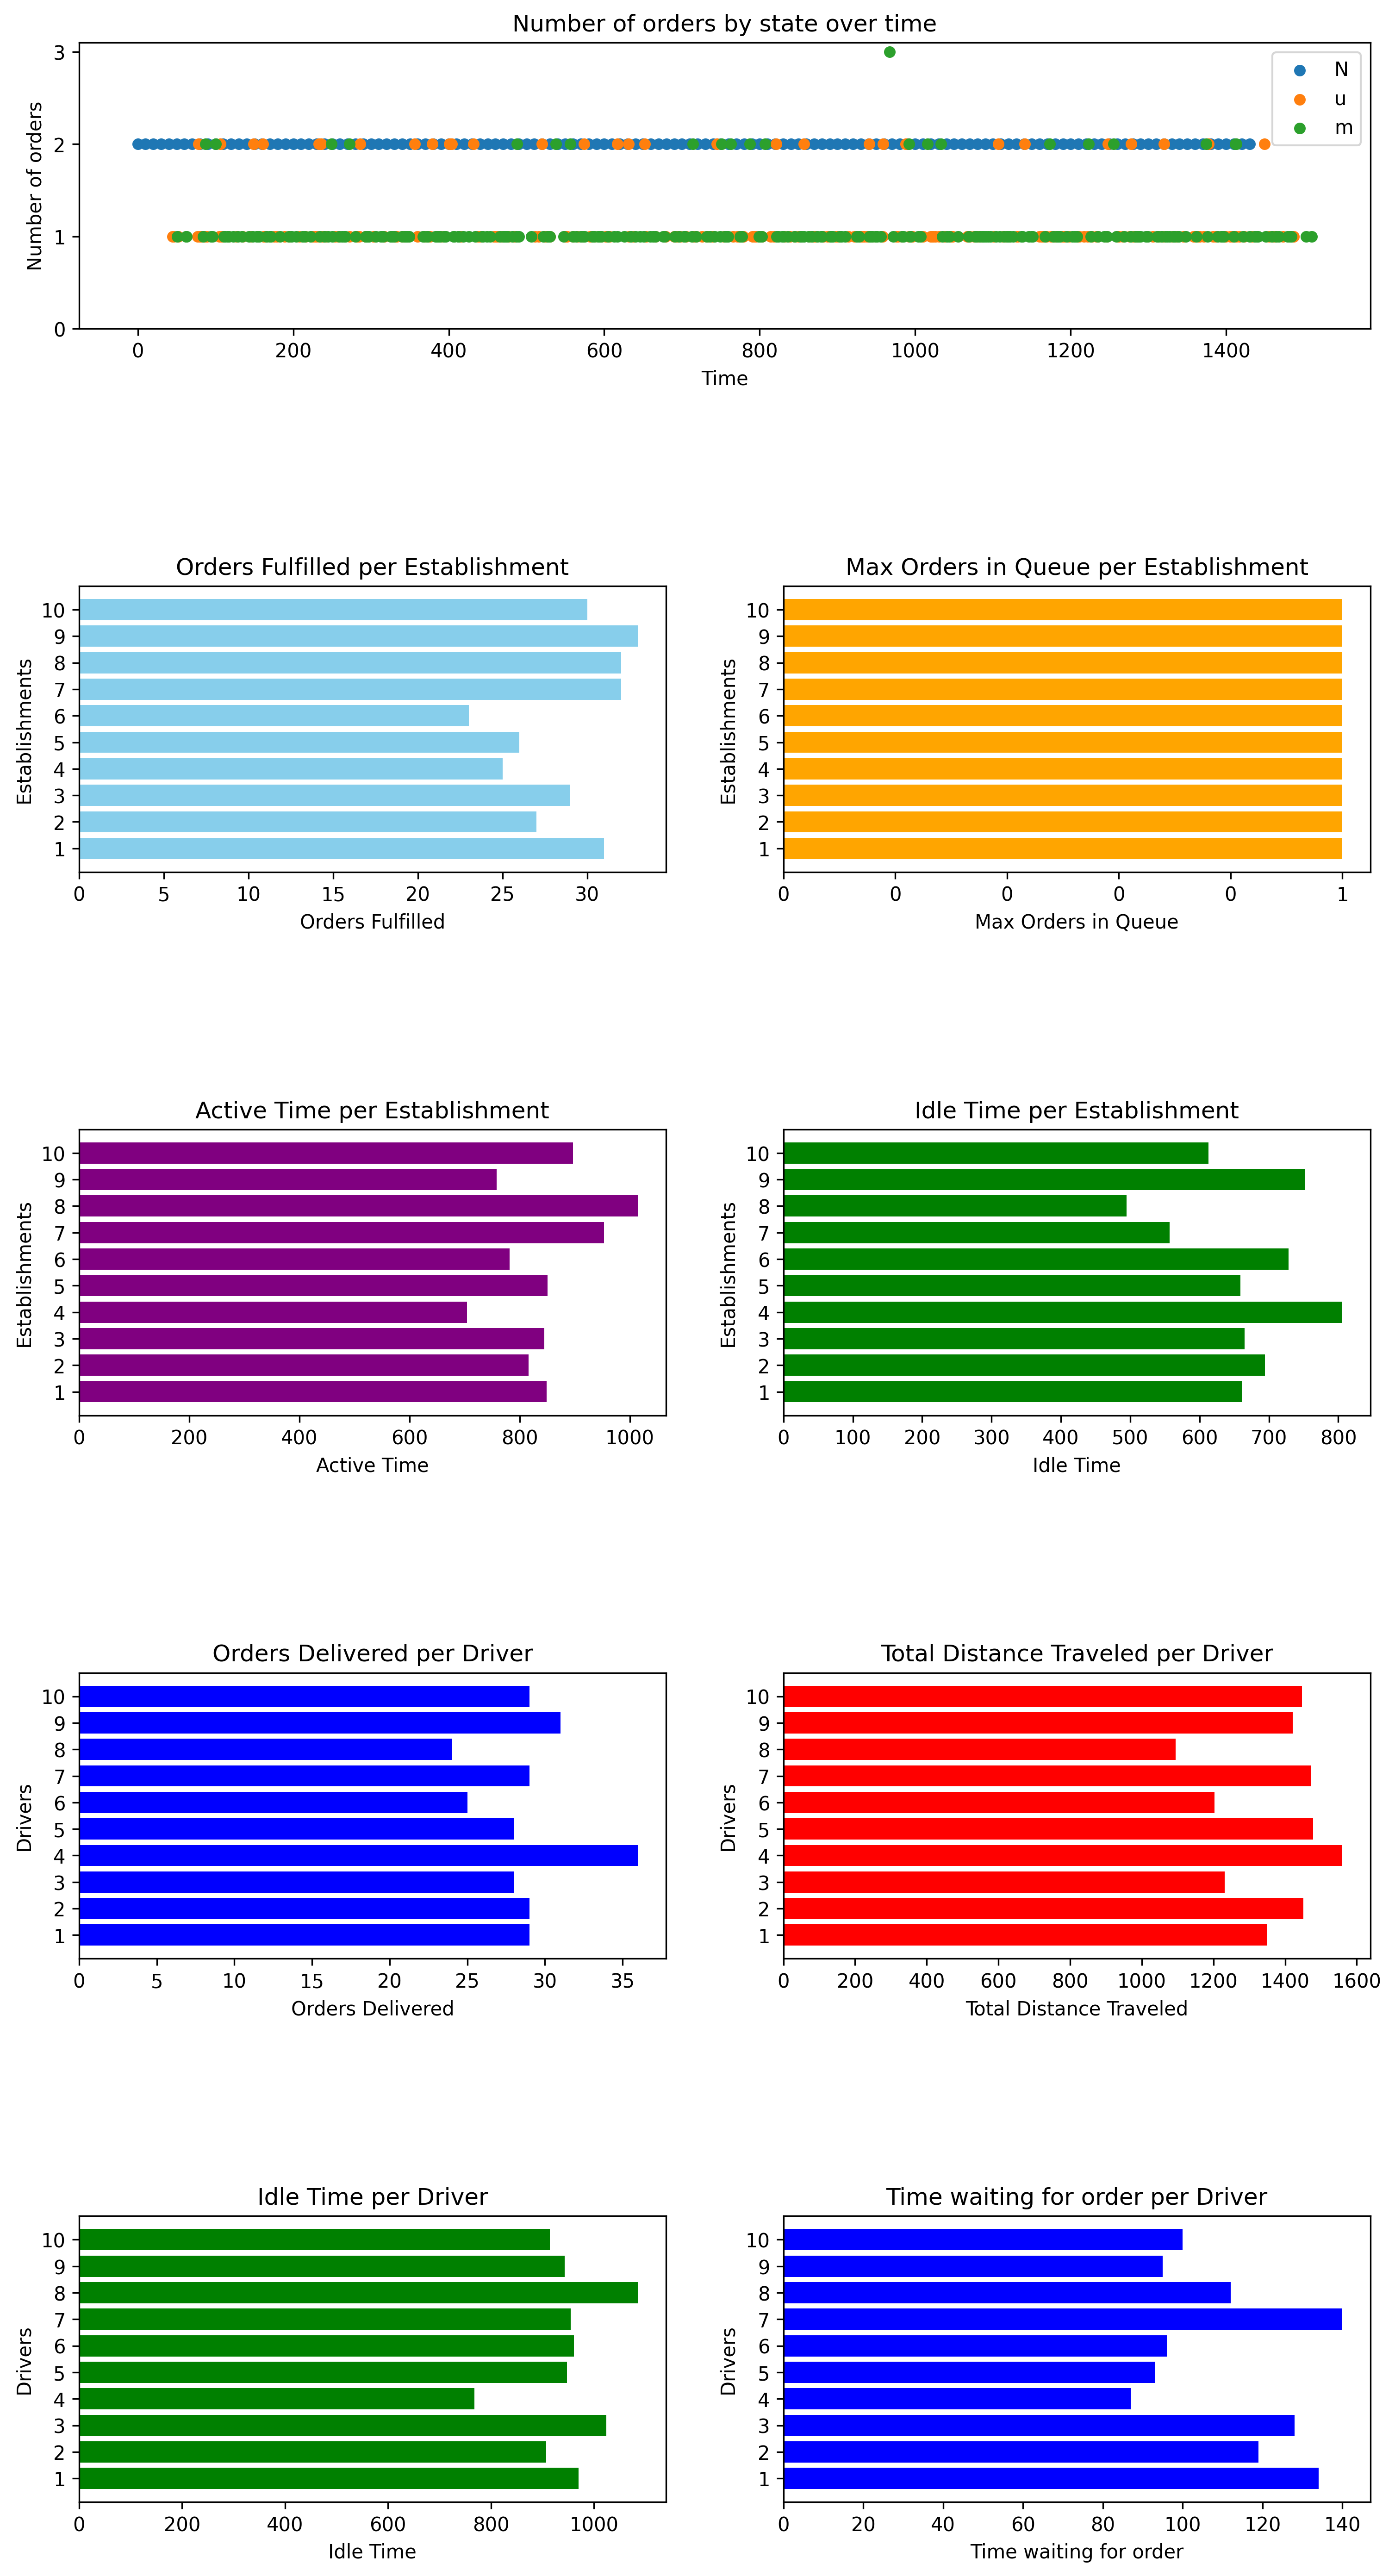 Number of orders by state over time
Number of orders
3
2
1
0
N
u
m
0 200 400 600 800 1000 1200 1400
Time
Orders Fulfilled per Establishment
Establishments
10
9
8
7
6
5
4
3
2
1
0 5 10 15 20 25 30
Orders Fulfilled
Max Orders in Queue per Establishment
Establishments
10
9
8
7
6
5
4
3
2
1
0 0 0 0 0 1
Max Orders in Queue
Active Time per Establishment
Establishments
10
9
8
7
6
5
4
3
2
1
0 200 400 600 800 1000
Active Time
Idle Time per Establishment
Establishments
10
9
8
7
6
5
4
3
2
1
0 100 200 300 400 500 600 700 800
Idle Time
Orders Delivered per Driver
Drivers
10
9
8
7
6
5
4
3
2
1
0 5 10 15 20 25 30 35
Orders Delivered
Total Distance Traveled per Driver
Drivers
10
9
8
7
6
5
4
3
2
1
0 200 400 600 800 1000 1200 1400 1600
Total Distance Traveled
Idle Time per Driver
Drivers
10
9
8
7
6
5
4
3
2
1
0 200 400 600 800 1000
Idle Time
Time waiting for order per Driver
Drivers
10
9
8
7
6
5
4
3
2
1
0 20 40 60 80 100 120 140
Time waiting for order